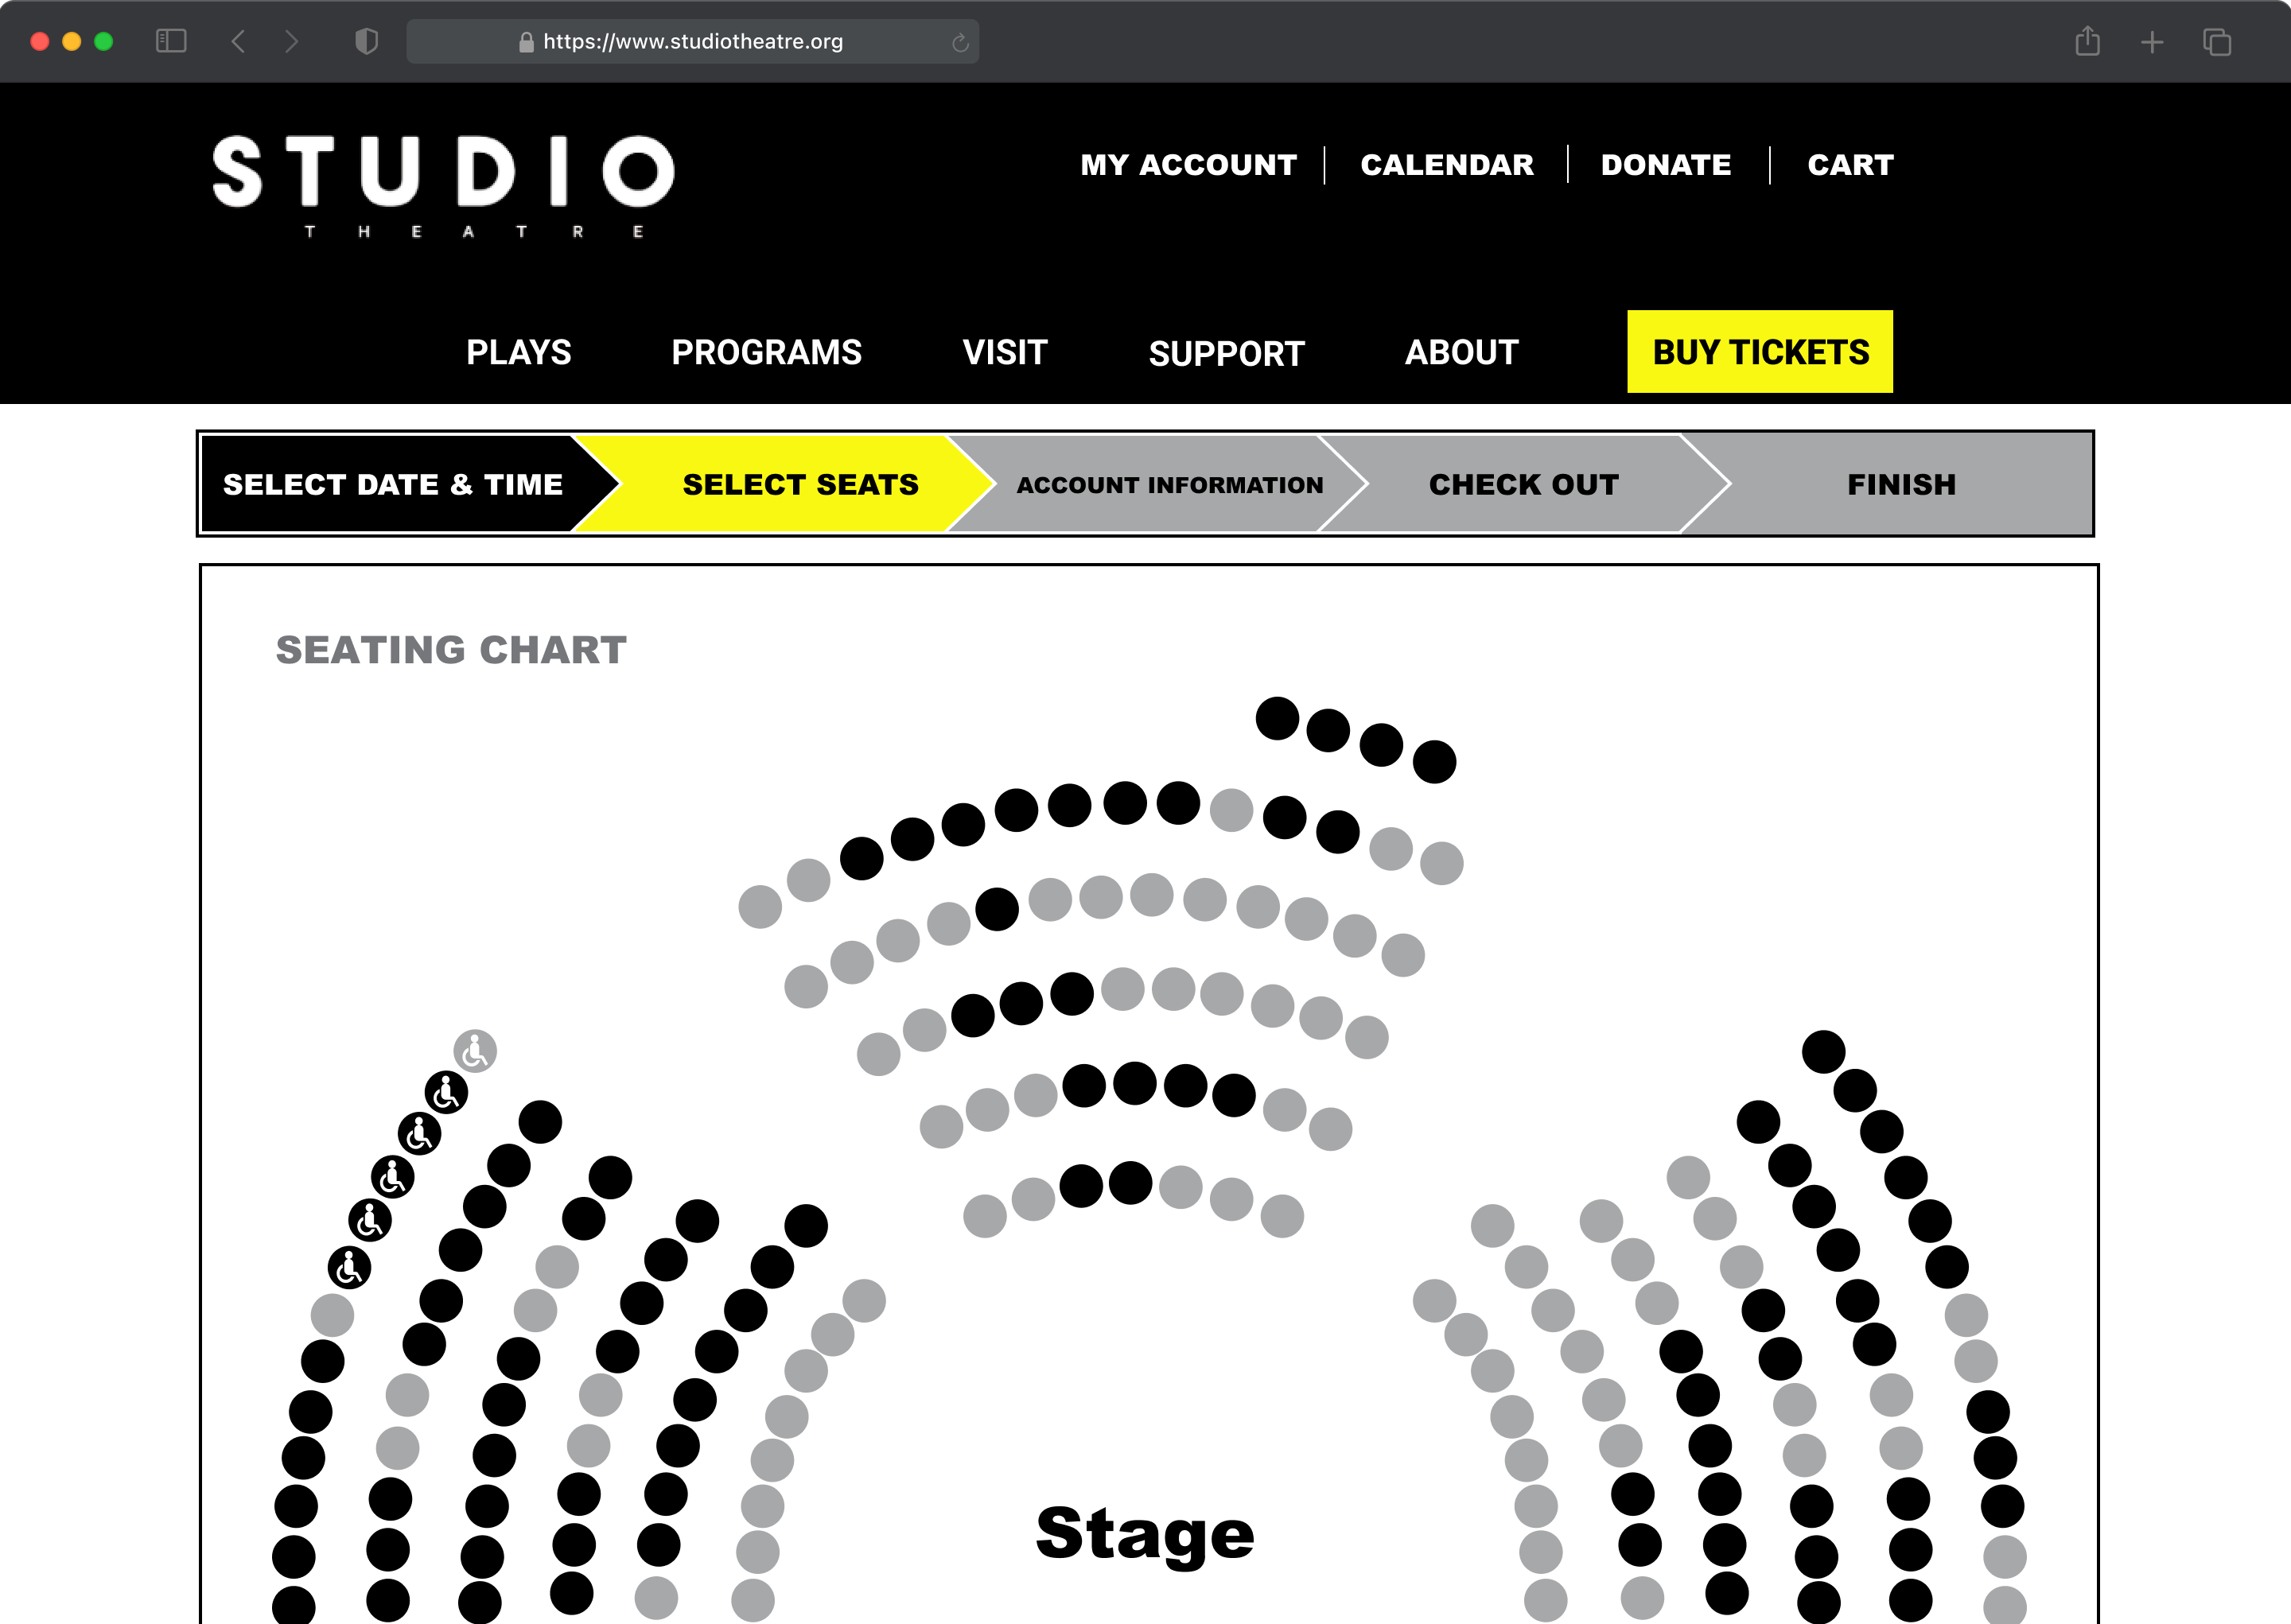 https://www.studiotheatre.org
STUDIO
THEATRE
MY ACCOUNT
CALENDAR
DONATE
CART
PLAYS
PROGRAMS
VISIT
SUPPORT
ABOUT
BUY TICKETS
SELECT DATE & TIME
SELECT SEATS
ACCOUNT INFORMATION
CHECK OUT
FINISH
SEATING CHART
Stage